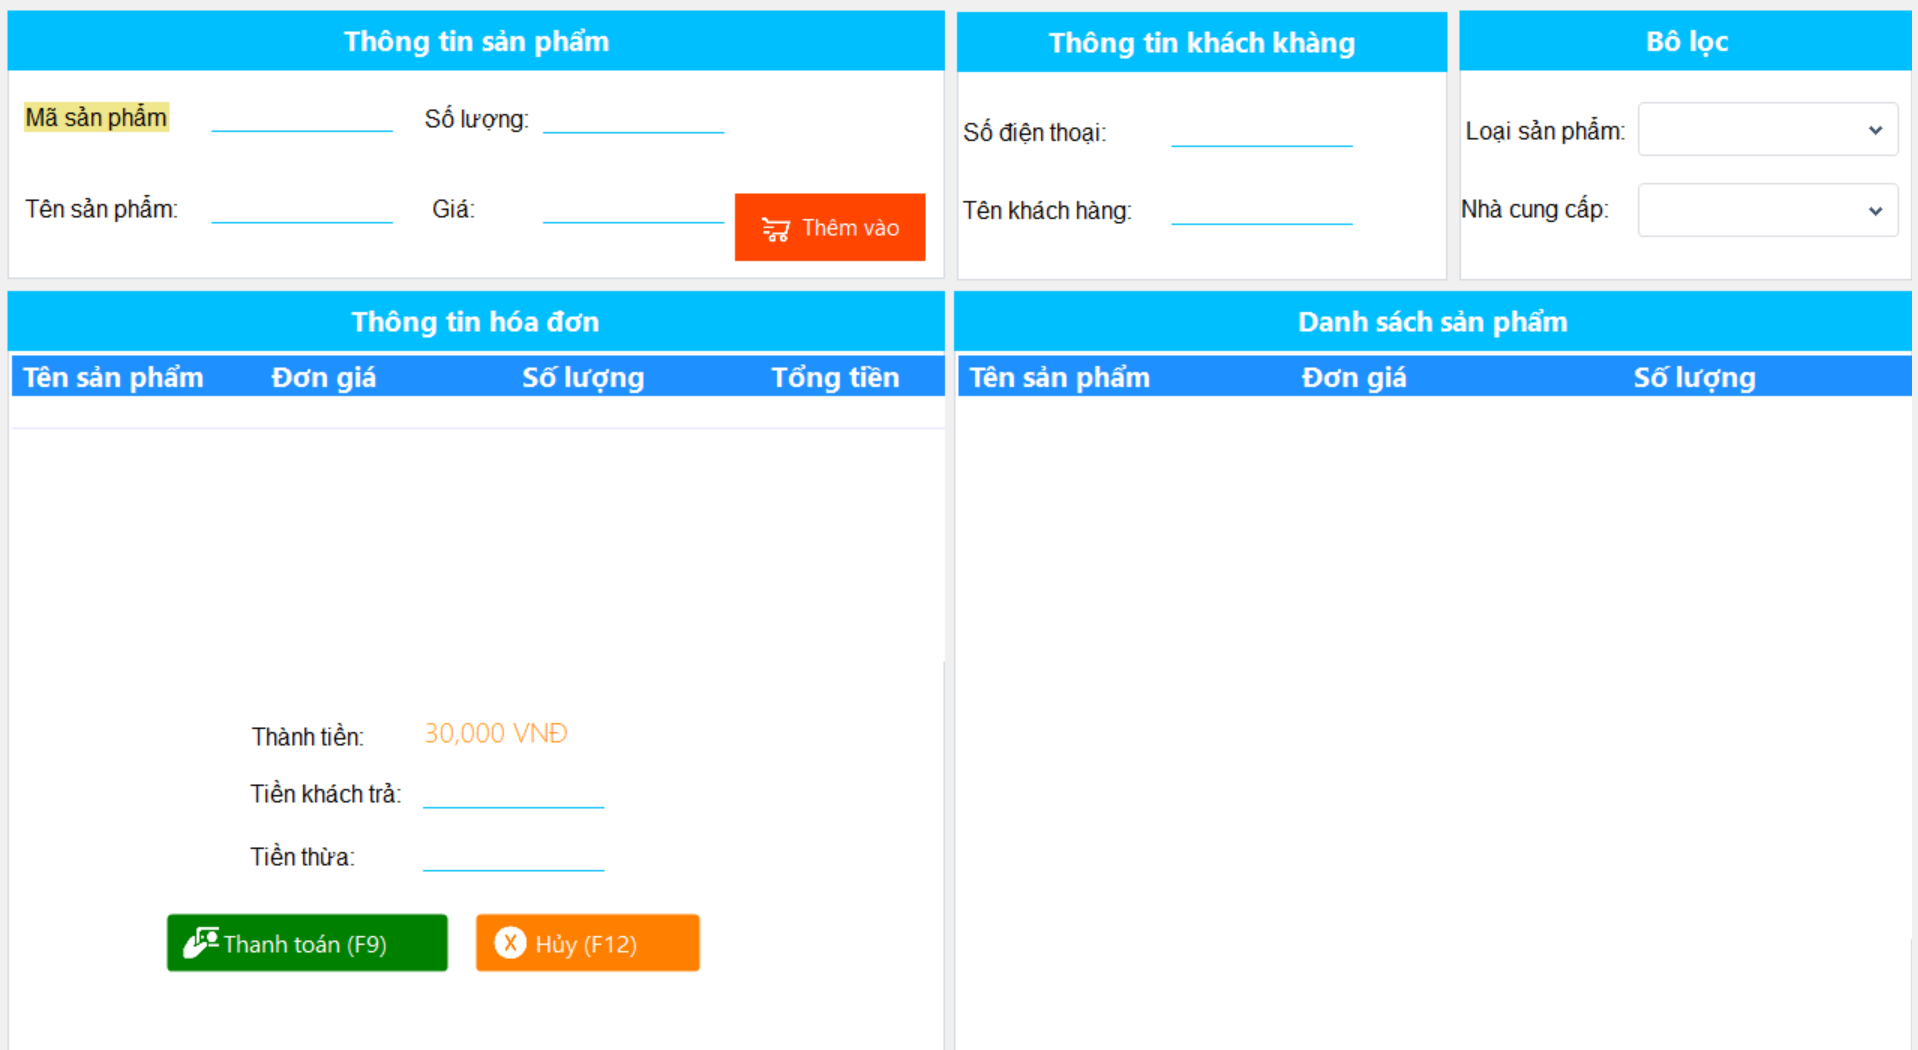 Thông tin sản phẩm
Mã sản phẩm
Số lượng:
Tên sản phẩm:
Giá:
Thêm vào
Thông tin khách khàng
Số điện thoại:
Tên khách hàng:
Bô lọc
Loại sản phẩm:
Nhà cung cấp:
Thông tin hóa đơn
Tên sản phẩm Đơn giá Số lượng Tổng tiền
Thành tiền: 30,000 VNĐ
Tiền khách trả:
Tiền thừa:
Thanh toán (F9)
X Hủy (F12)
Danh sách sản phẩm
Tên sản phẩm Đơn giá Số lượng